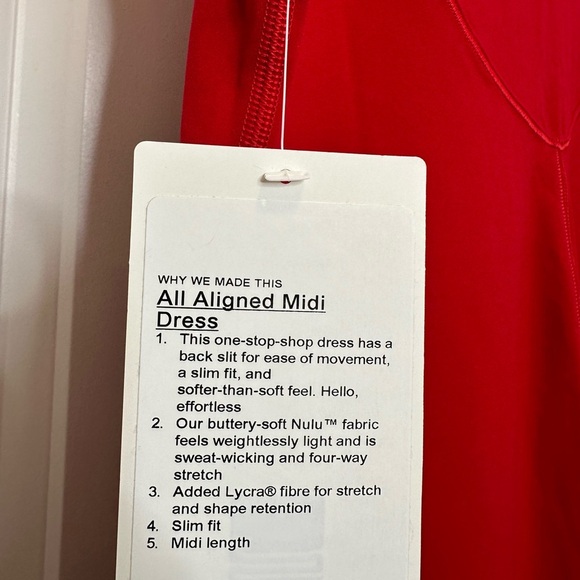 WHY WE MADE THIS
All Aligned Midi
Dress
1. This one-stop-shop dress has a
back slit for ease of movement,
a slim fit, and
softer-than-soft feel. Hello,
effortless
2. Our buttery-soft Nulu™ fabric
feels weightlessly light and is
sweat-wicking and four-way
stretch
3. Added Lycra® fibre for stretch
and shape retention
4. Slim fit
5. Midi length